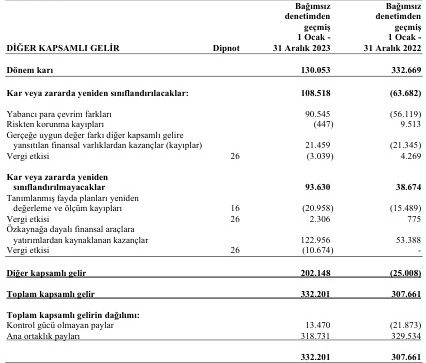 Bağımsız Bağımsız
denetimden denetimden
geçmiş geçmiş
1 Ocak - 1 Ocak -
DİĞER KAPSAMLI GELİR Dipnot 31 Aralık 2023 31 Aralık 2022
Dönem karı 130.053 332.669
Kar veya zararda yeniden sınıflandırılacaklar: 108.518 (63.682)
Yabancı para çevrim farkları 90.545 (56.119)
Riskten korunma kayıpları (447) 9.513
Gerçeğe uygun değer farkı diğer kapsamlı gelire
yansıtılan finansal varlıklardan kazançlar (kayıplar) 21.459 (21.345)
Vergi etkisi 26 (3.039) 4.269
Kar veya zararda yeniden
sınıflandırılmayacaklar 93.630 38.674
Tanımlanmış fayda planları yeniden
değerleme ve ölçüm kayıpları 16 (20.958) (15.489)
Vergi etkisi 26 2.306 775
Özkaynağa dayalı finansal araçlara
yatırımlardan kaynaklanan kazançlar 122.956 53.388
Vergi etkisi 26 (10.674) -
Diğer kapsamlı gelir 202.148 (25.008)
Toplam kapsamlı gelir 332.201 307.661
Toplam kapsamlı gelirin dağılımı:
Kontrol gücü olmayan paylar 13.470 (21.873)
Ana ortaklık payları 318.731 329.534
332.201 307.661